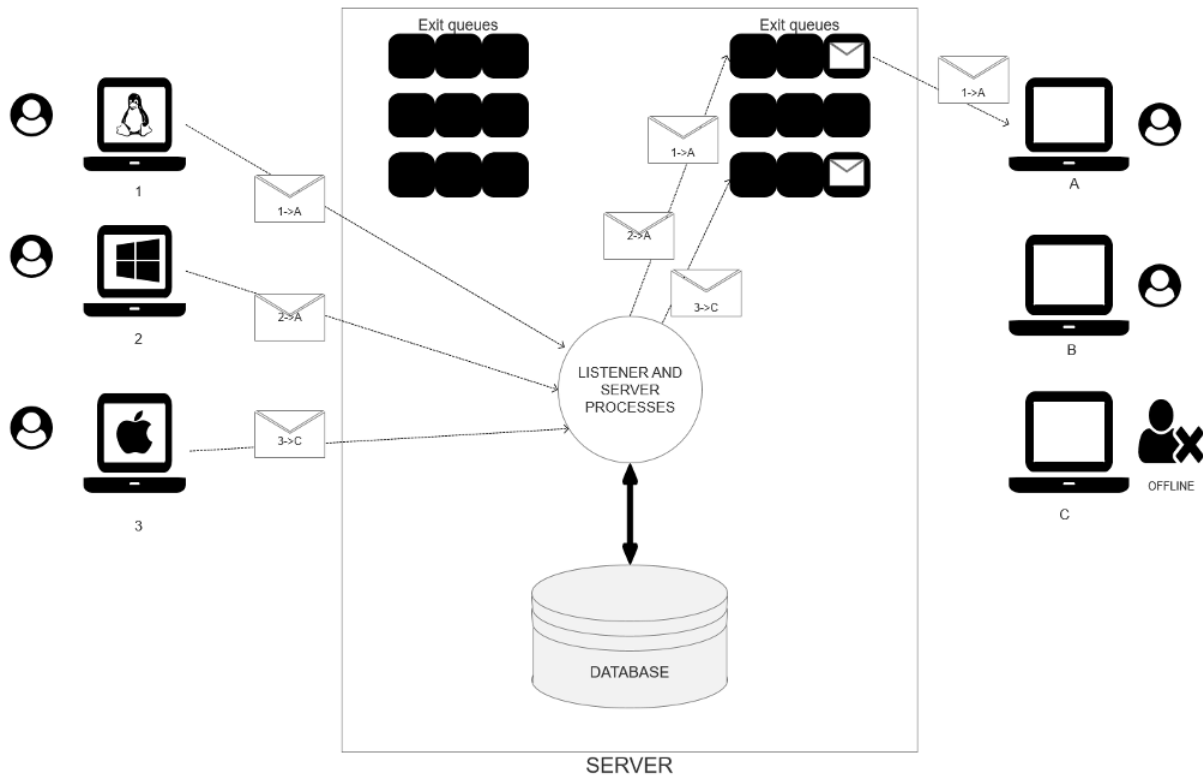 Exit queues
Exit queues
1->A
1
1->A
1->A
A
2->A
2
2->A
B
3->C
3
3->C
LISTENER AND
SERVER
PROCESSES
OFFLINE
C
DATABASE
SERVER